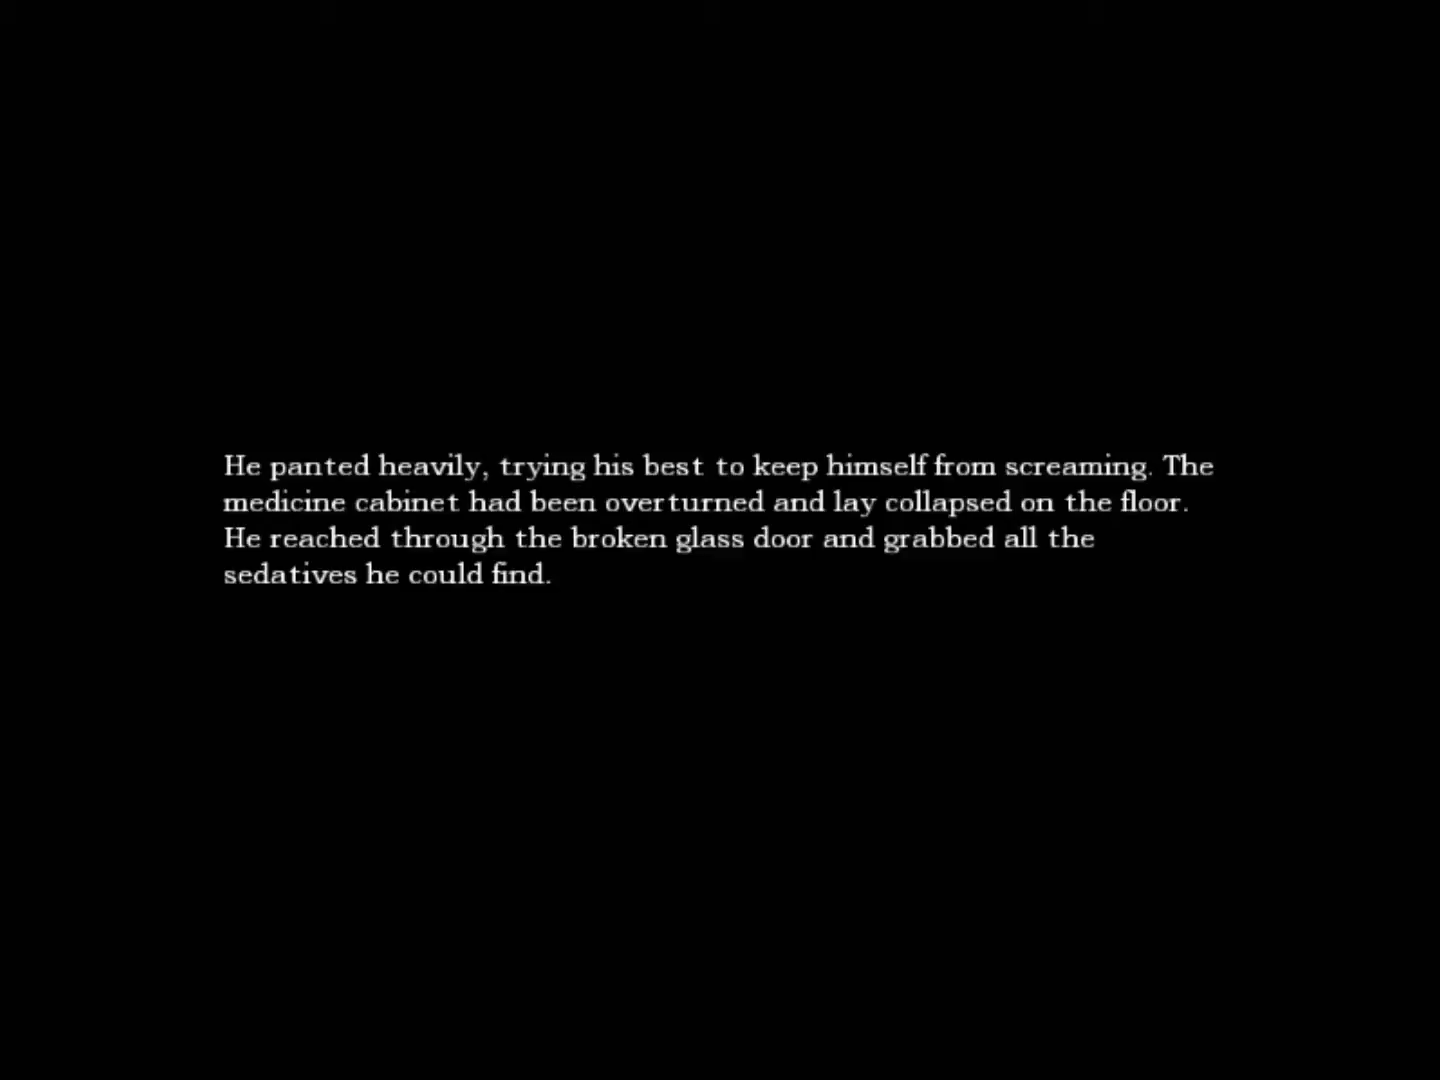 He panted heavily, trying his best to keep himself from screaming. The
medicine cabinet had been overturned and lay collapsed on the floor.
He reached through the broken glass door and grabbed all the
sedatives he could find.